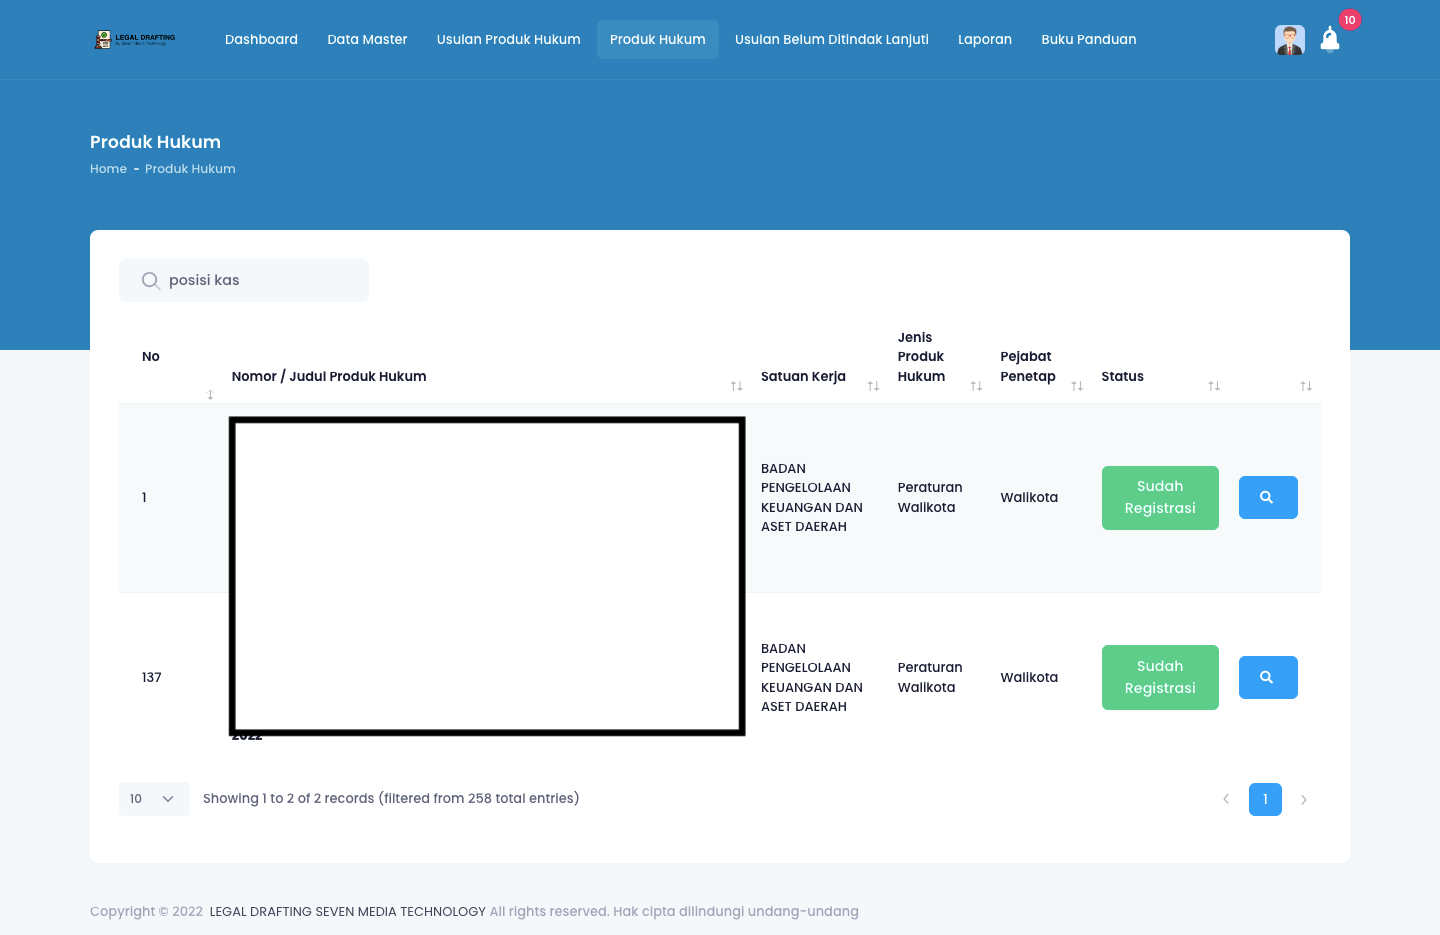 LEGAL DRAFTING
By Seven Media Technology
Dashboard
Data Master
Usulan Produk Hukum
Produk Hukum
Usulan Belum Ditindak Lanjuti
Laporan
Buku Panduan
10
Produk Hukum
Home - Produk Hukum
posisi kas
No
Nomor / Judul Produk Hukum
Satuan Kerja
Jenis
Produk
Hukum
Pejabat
Penetap
Status
1
BADAN
PENGELOLAAN
KEUANGAN DAN
ASET DAERAH
Peraturan
Walikota
Walikota
Sudah
Registrasi
137
2022
BADAN
PENGELOLAAN
KEUANGAN DAN
ASET DAERAH
Peraturan
Walikota
Walikota
Sudah
Registrasi
10
Showing 1 to 2 of 2 records (filtered from 258 total entries)
1
Copyright © 2022 LEGAL DRAFTING SEVEN MEDIA TECHNOLOGY All rights reserved. Hak cipta dilindungi undang-undang